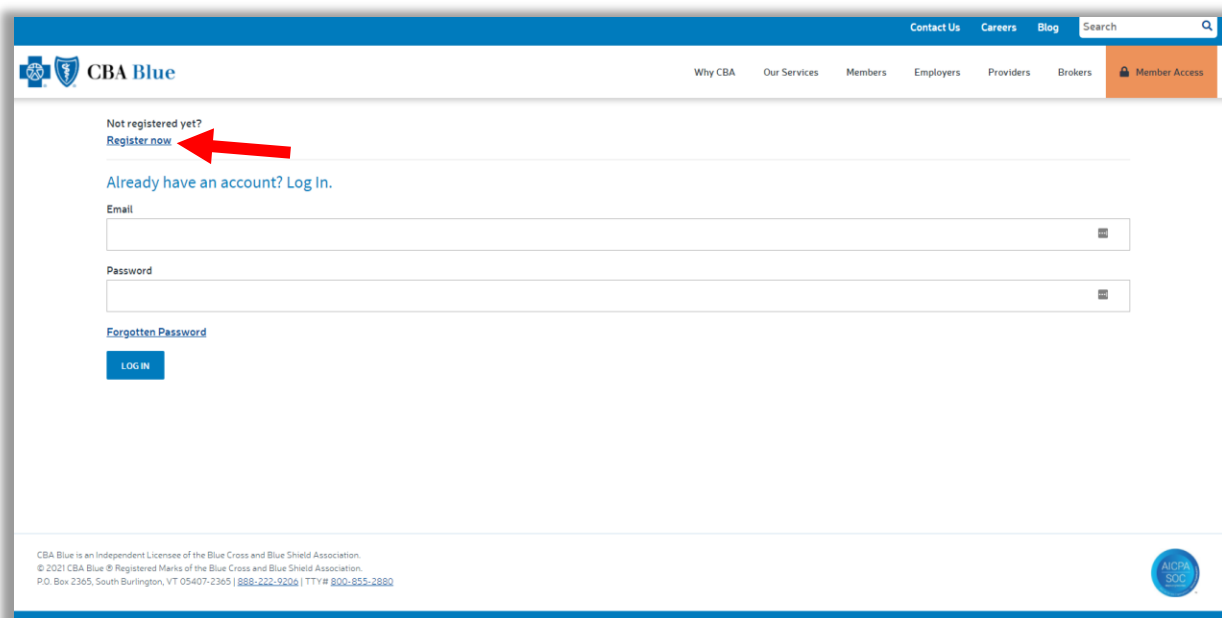 Contact Us Careers Blog Search
CBA Blue
Why CBA Our Services Members Employers Providers Brokers Member Access
Not registered yet?
Register now
Already have an account? Log In.
Email
Password
Forgotten Password
LOG IN
CBA Blue is an Independent Licensee of the Blue Cross and Blue Shield Association.
© 2021 CBA Blue ® Registered Marks of the Blue Cross and Blue Shield Association.
P.O. Box 2365, South Burlington, VT 05407-2365 | 888-222-9206 | TTY# 800-855-2880
AICPA
SOC